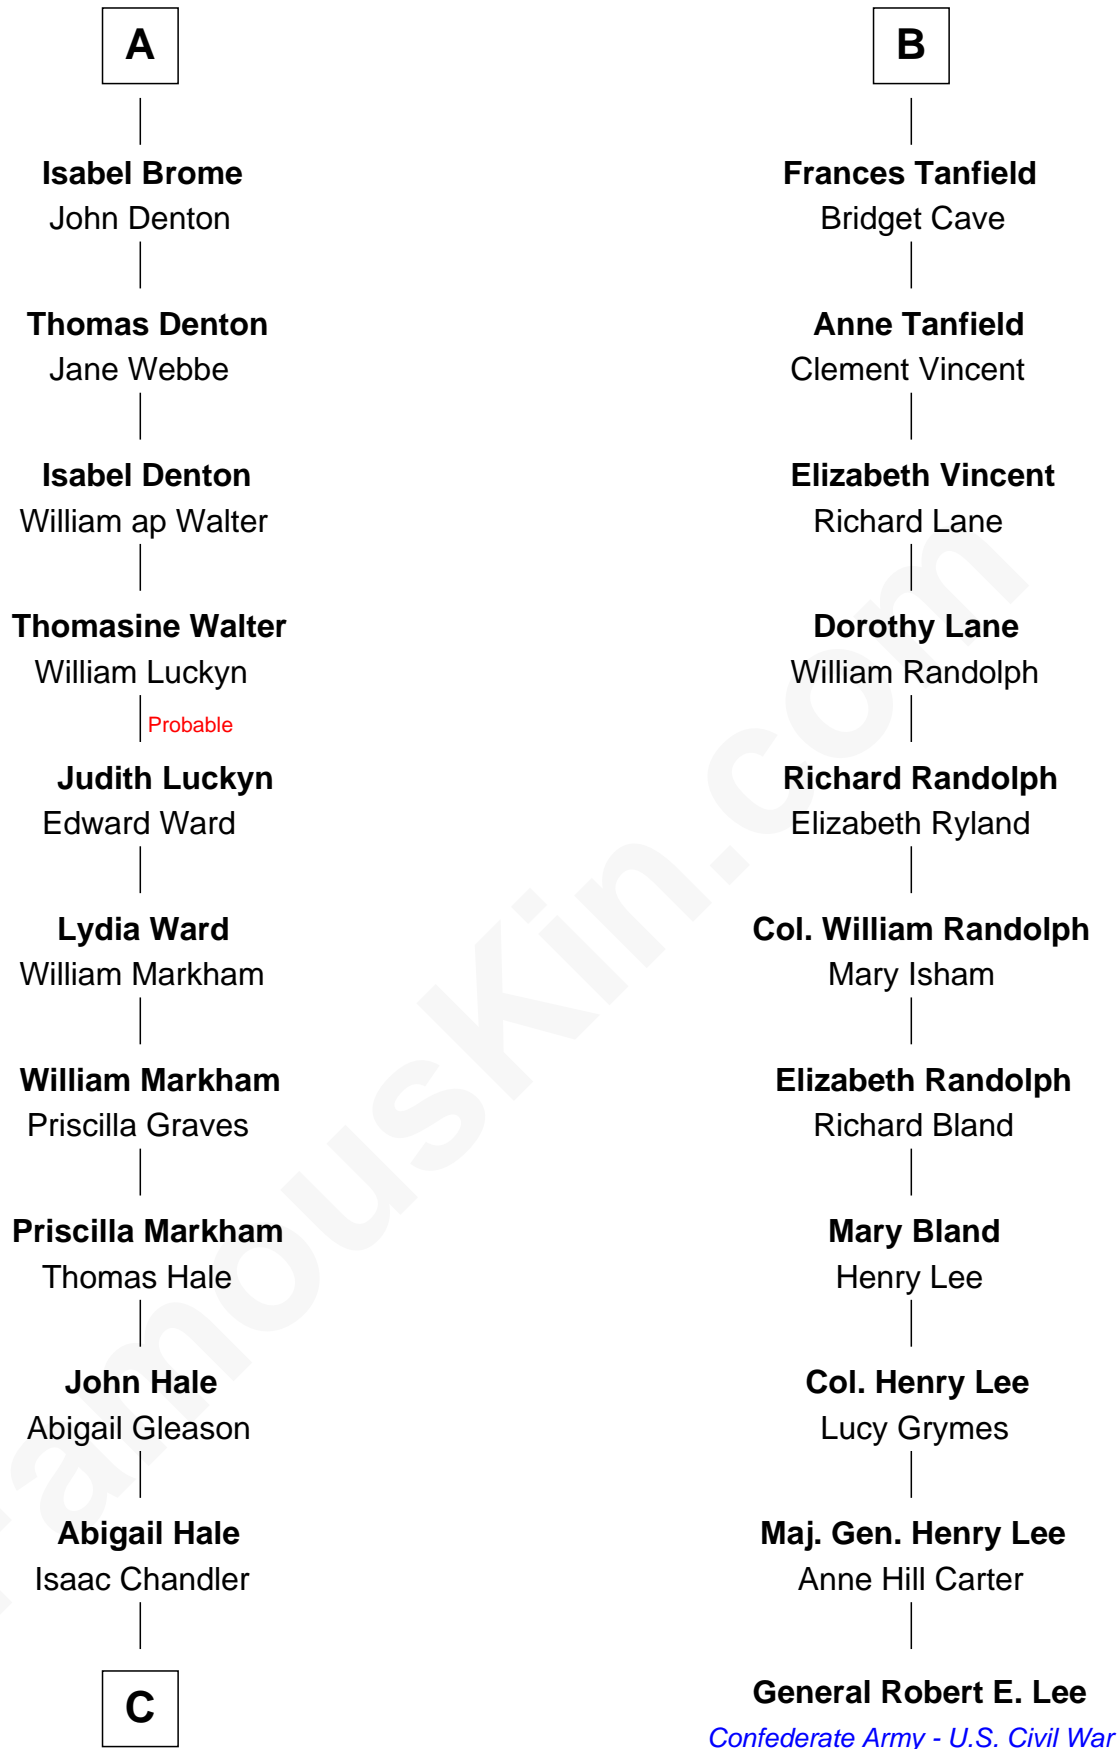 A
Isabel Brome
John Denton
Thomas Denton
Jane Webbe
Isabel Denton
William ap Walter
Thomasine Walter
William Luckyn
Probable
Judith Luckyn
Edward Ward
Lydia Ward
William Markham
William Markham
Priscilla Graves
Priscilla Markham
Thomas Hale
John Hale
Abigail Gleason
Abigail Hale
Isaac Chandler
C
B
Frances Tanfield
Bridget Cave
Anne Tanfield
Clement Vincent
Elizabeth Vincent
Richard Lane
Dorothy Lane
William Randolph
Richard Randolph
Elizabeth Ryland
Col. William Randolph
Mary Isham
Elizabeth Randolph
Richard Bland
Mary Bland
Henry Lee
Col. Henry Lee
Lucy Grymes
Maj. Gen. Henry Lee
Anne Hill Carter
General Robert E. Lee
Confederate Army - U.S. Civil War
FamousKin.com